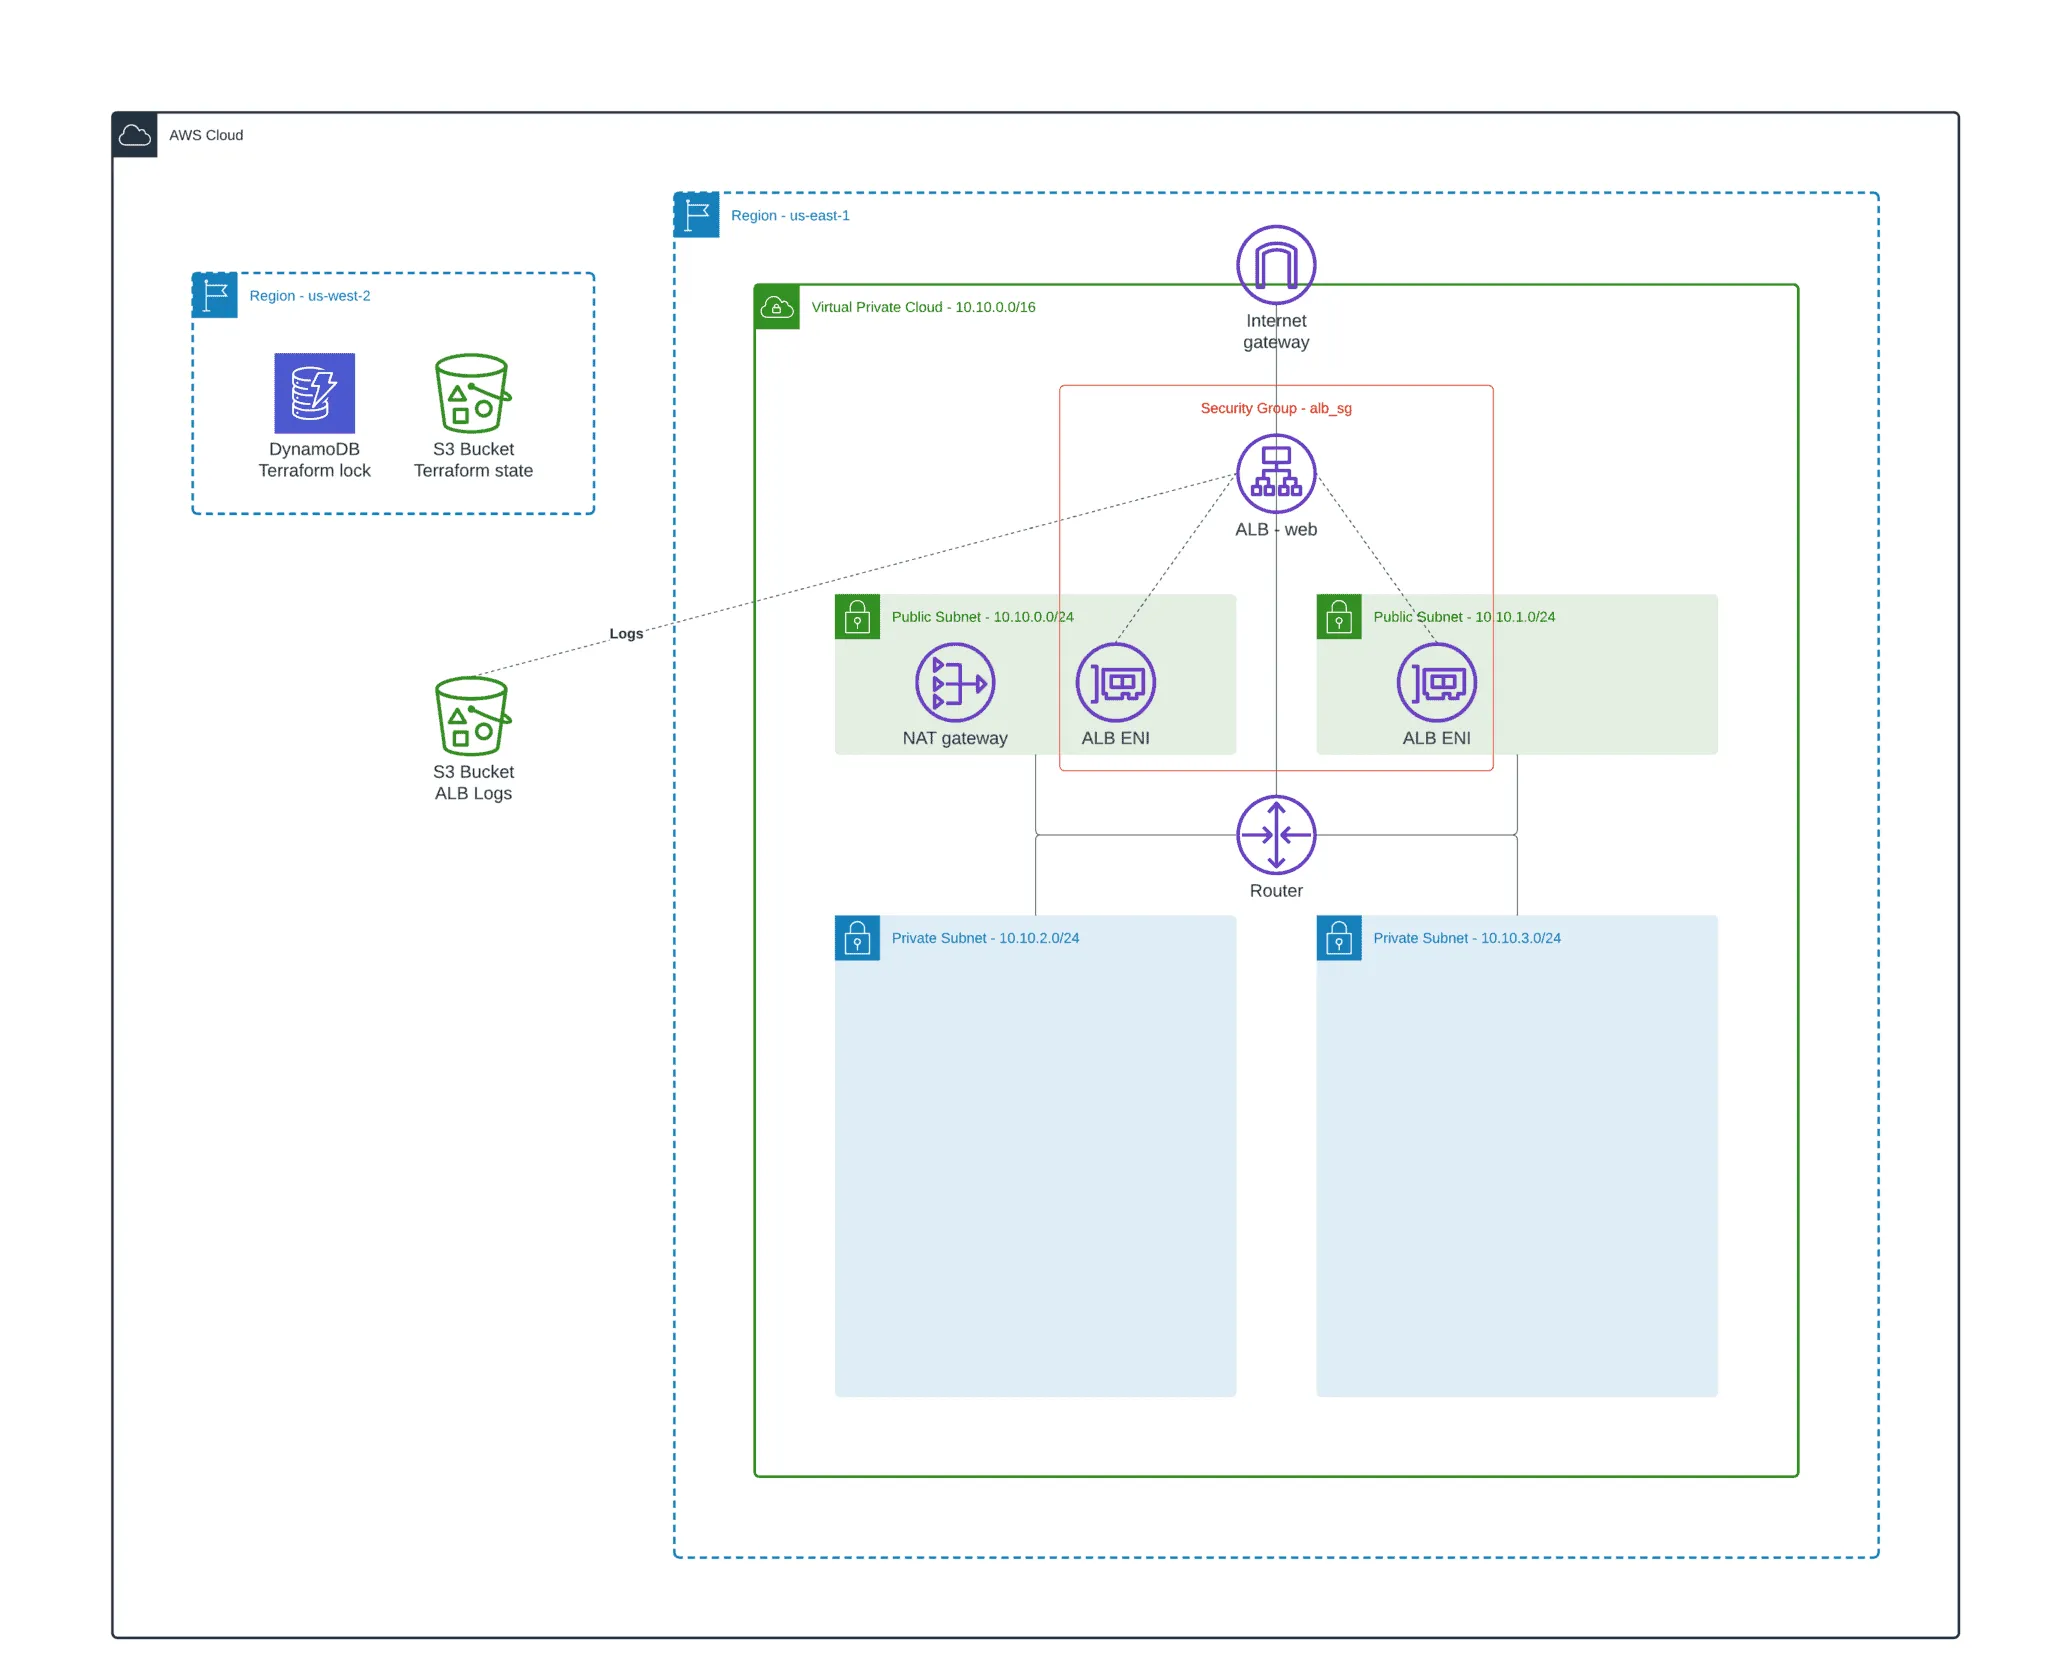 AWS Cloud
Region - us-east-1
Region - us-west-2
Virtual Private Cloud - 10.10.0.0/16
Internet
gateway
Security Group - alb_sg
DynamoDB
Terraform lock
S3 Bucket
Terraform state
ALB - web
Logs
Public Subnet - 10.10.0.0/24
Public Subnet - 10.10.1.0/24
NAT gateway
ALB ENI
ALB ENI
S3 Bucket
ALB Logs
Router
Private Subnet - 10.10.2.0/24
Private Subnet - 10.10.3.0/24